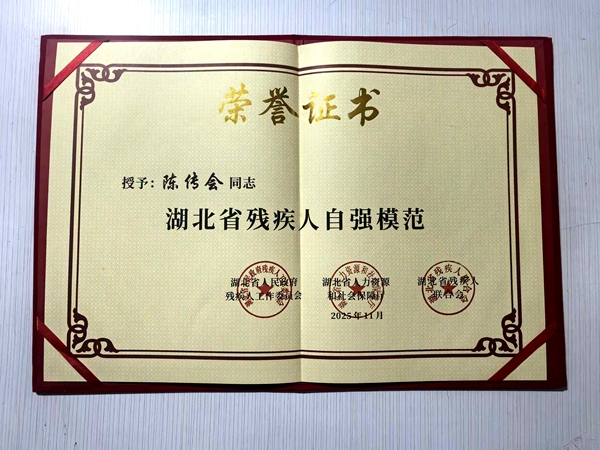 荣誉证书
授予：陈传会 同志
湖北省残疾人自强模范
湖北省人民政府 湖北省人力资源 湖北省残疾人
残疾人工作委员会 和社会保障厅 联合会
2025年11月